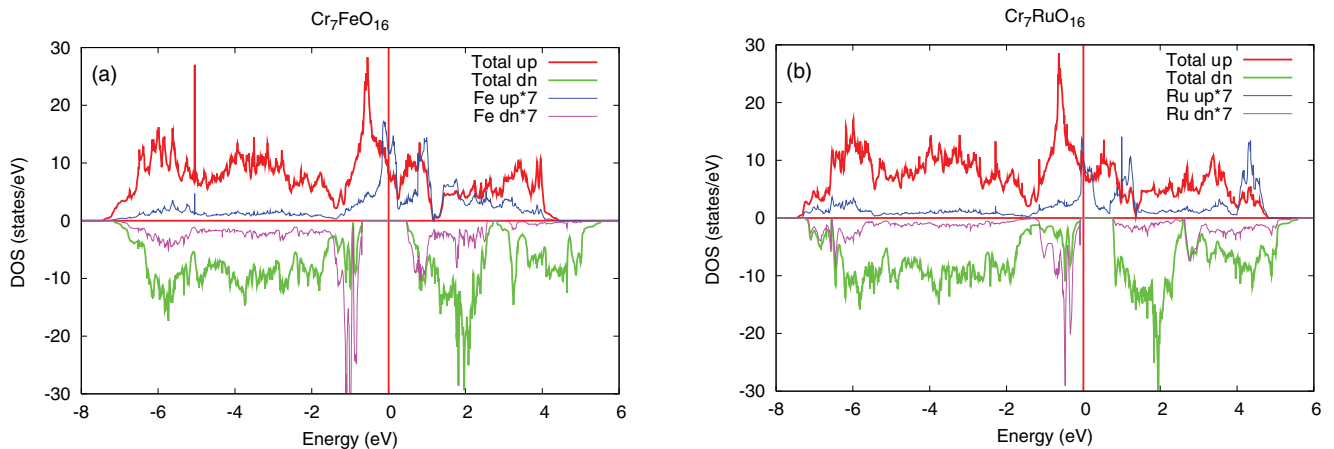 Cr7FeO16
(a)
Total up
Total dn
Fe up*7
Fe dn*7
DOS (states/eV)
30
20
10
0
-10
-20
-30
-8
-6
-4
-2
0
2
4
6
Energy (eV)
Cr7RuO16
(b)
Total up
Total dn
Ru up*7
Ru dn*7
DOS (states/eV)
30
20
10
0
-10
-20
-30
-8
-6
-4
-2
0
2
4
6
Energy (eV)